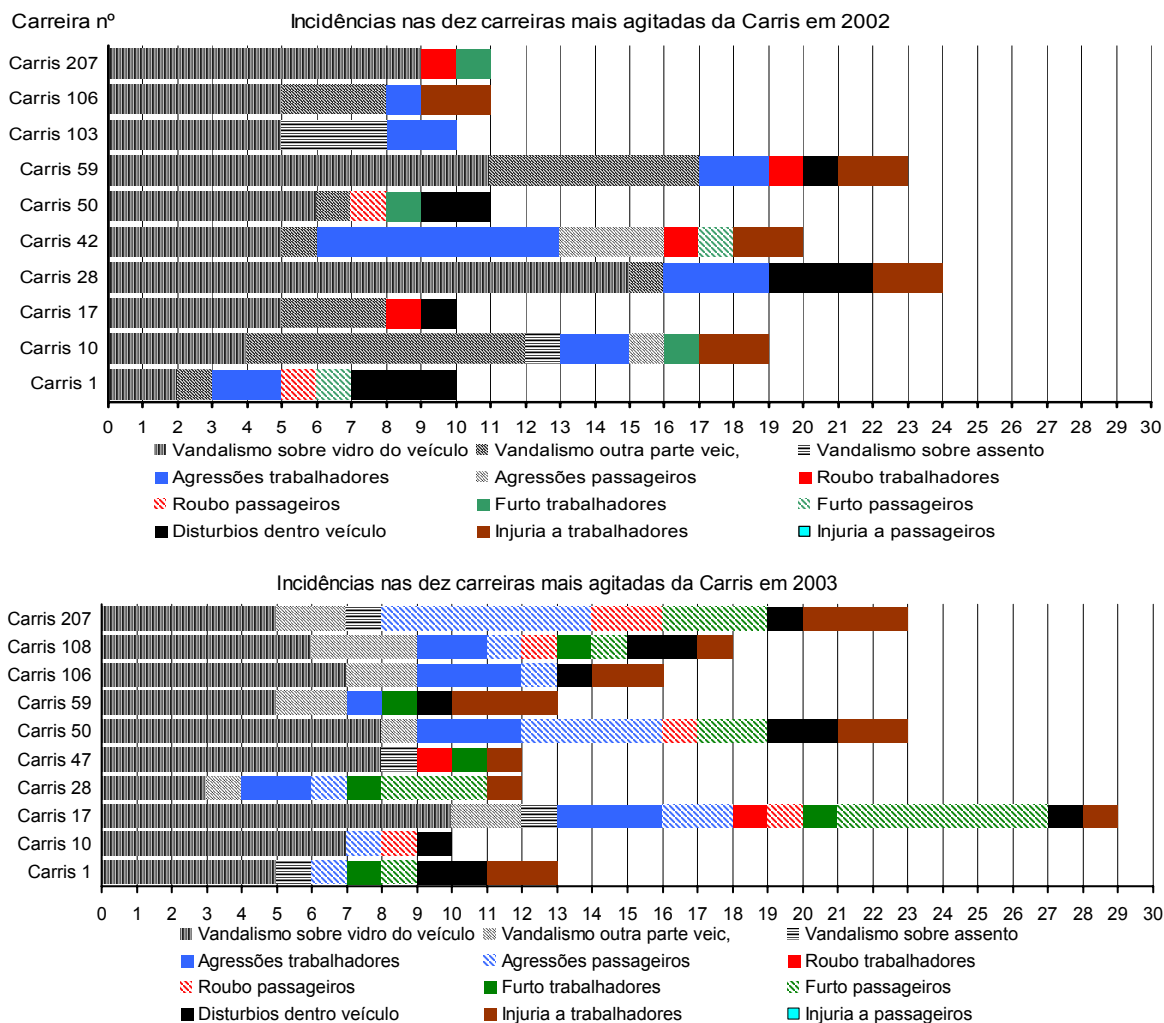 Carreira nº
Incidências nas dez carreiras mais agitadas da Carris em 2002
Carris 207
Carris 106
Carris 103
Carris 59
Carris 50
Carris 42
Carris 28
Carris 17
Carris 10
Carris 1
0 1 2 3 4 5 6 7 8 9 10 11 12 13 14 15 16 17 18 19 20 21 22 23 24 25 26 27 28 29 30
Vandalismo sobre vidro do veículo Vandalismo outra parte veic, Vandalismo sobre assento
Agressões trabalhadores Agressões passageiros Roubo trabalhadores
Roubo passageiros Furto trabalhadores Furto passageiros
Disturbios dentro veículo Injuria a trabalhadores Injuria a passageiros
Incidências nas dez carreiras mais agitadas da Carris em 2003
Carris 207
Carris 108
Carris 106
Carris 59
Carris 50
Carris 47
Carris 28
Carris 17
Carris 10
Carris 1
0 1 2 3 4 5 6 7 8 9 10 11 12 13 14 15 16 17 18 19 20 21 22 23 24 25 26 27 28 29 30
Vandalismo sobre vidro do veículo Vandalismo outra parte veic, Vandalismo sobre assento
Agressões trabalhadores Agressões passageiros Roubo trabalhadores
Roubo passageiros Furto trabalhadores Furto passageiros
Disturbios dentro veículo Injuria a trabalhadores Injuria a passageiros